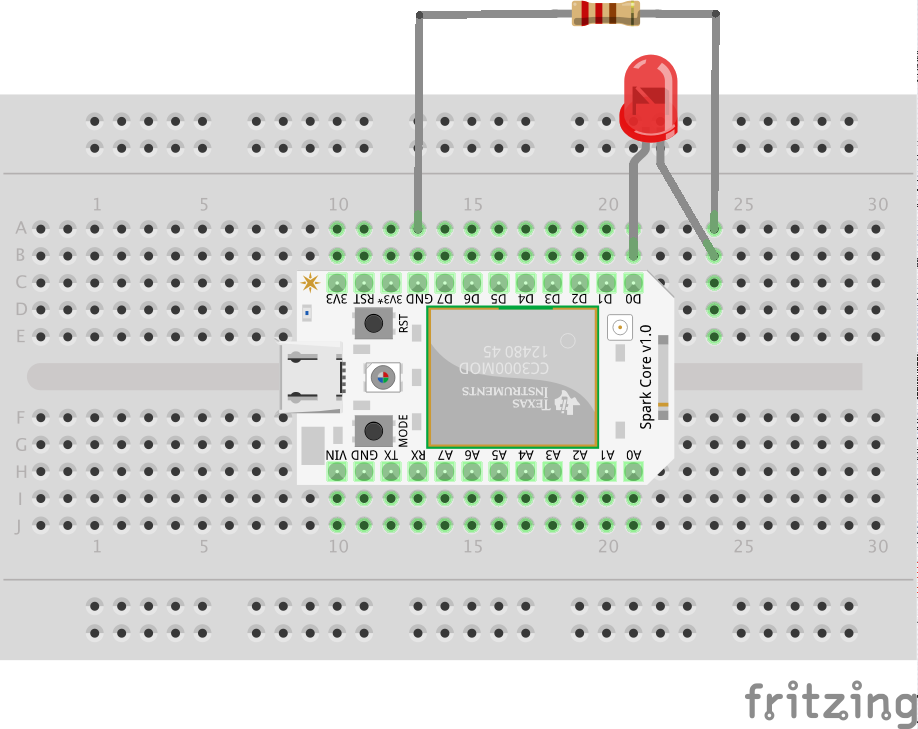 1 5 10 15 20 25 30
A
B
C
3V3 RST 3V3* GND D7 D6 D5 D4 D3 D2 D1 D0
D
RST
E
CC3000MOD
12480 45
TEXAS
INSTRUMENTS
Spark Core v1.0
MODE
F
G
VIN GND TX RX A7 A6 A5 A4 A3 A2 A1 A0
H
I
J
1 5 10 15 20 25 30
fritzing